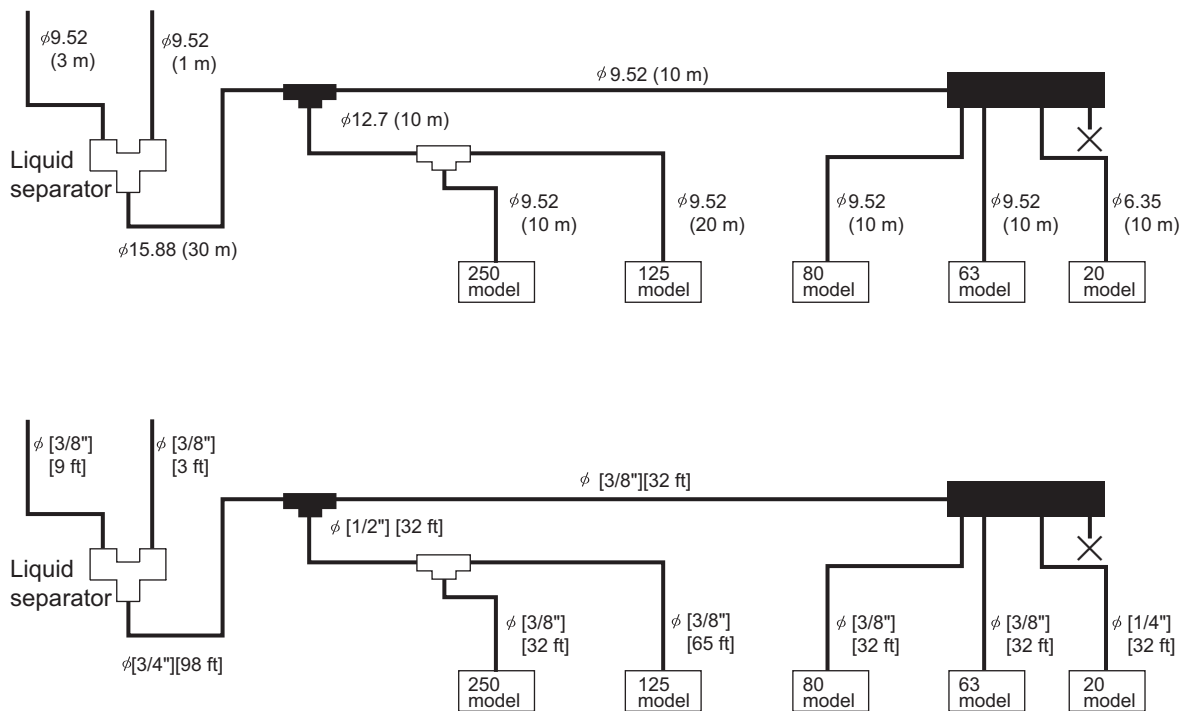 φ9.52
(3 m)
φ9.52
(1 m)
φ9.52 (10 m)
φ12.7 (10 m)
Liquid
separator
φ15.88 (30 m)
φ9.52
(10 m)
φ9.52
(20 m)
φ9.52
(10 m)
φ9.52
(10 m)
φ6.35
(10 m)
250
model
125
model
80
model
63
model
20
model
φ [3/8"]
[9 ft]
φ [3/8"]
[3 ft]
φ [3/8"][32 ft]
φ [1/2"] [32 ft]
Liquid
separator
φ[3/4"][98 ft]
φ [3/8"]
[32 ft]
φ [3/8"]
[65 ft]
φ [3/8"]
[32 ft]
φ [3/8"]
[32 ft]
φ [1/4"]
[32 ft]
250
model
125
model
80
model
63
model
20
model